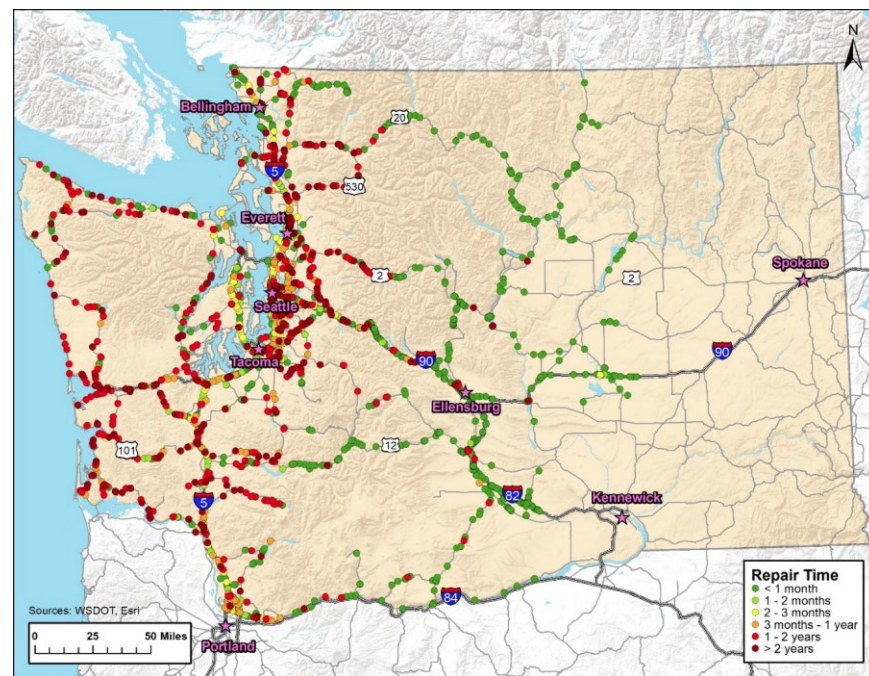 N
Bellingham
20
5
530
Everett
2
Spokane
2
Seattle
90
Tacoma
90
Ellensburg
101
12
82
Kennewick
5
Repair Time
< 1 month
1 - 2 months
2 - 3 months
3 months - 1 year
1 - 2 years
> 2 years
84
Sources: WSDOT, Esri
0 25 50 Miles
Portland